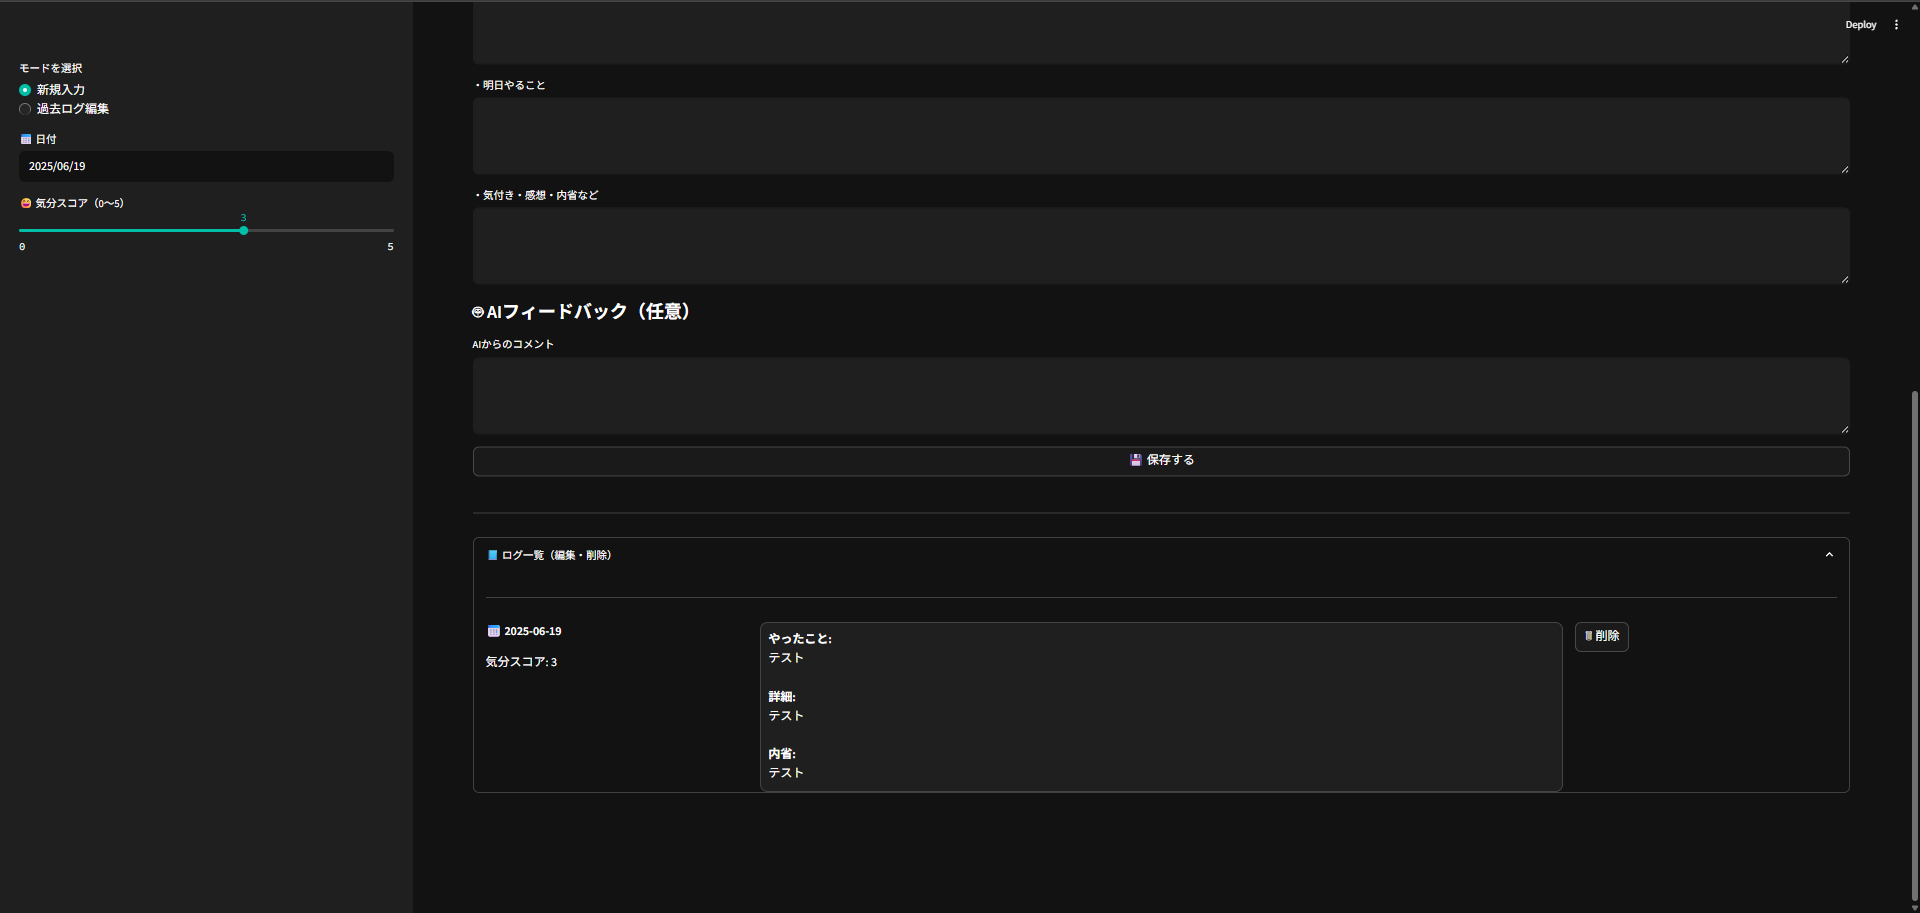 Deploy
モードを選択
新規入力
過去ログ編集
日付
2025/06/19
気分スコア（0〜5）
3
0 5
・明日やること
・気付き・感想・内省など
AIフィードバック（任意）
AIからのコメント
保存する
ログ一覧（編集・削除）
2025-06-19
気分スコア: 3
やったこと:
テスト
詳細:
テスト
内省:
テスト
削除